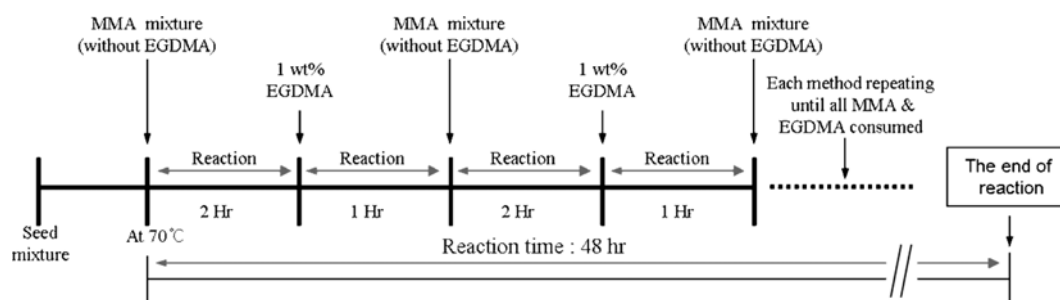 MMA mixture
(without EGDMA)
MMA mixture
(without EGDMA)
MMA mixture
(without EGDMA)
1 wt%
EGDMA
1 wt%
EGDMA
Each method repeating
until all MMA &
EGDMA consumed
Reaction
Reaction
Reaction
Reaction
The end of
reaction
2 Hr
1 Hr
2 Hr
1 Hr
Seed
mixture
At 70℃
Reaction time : 48 hr